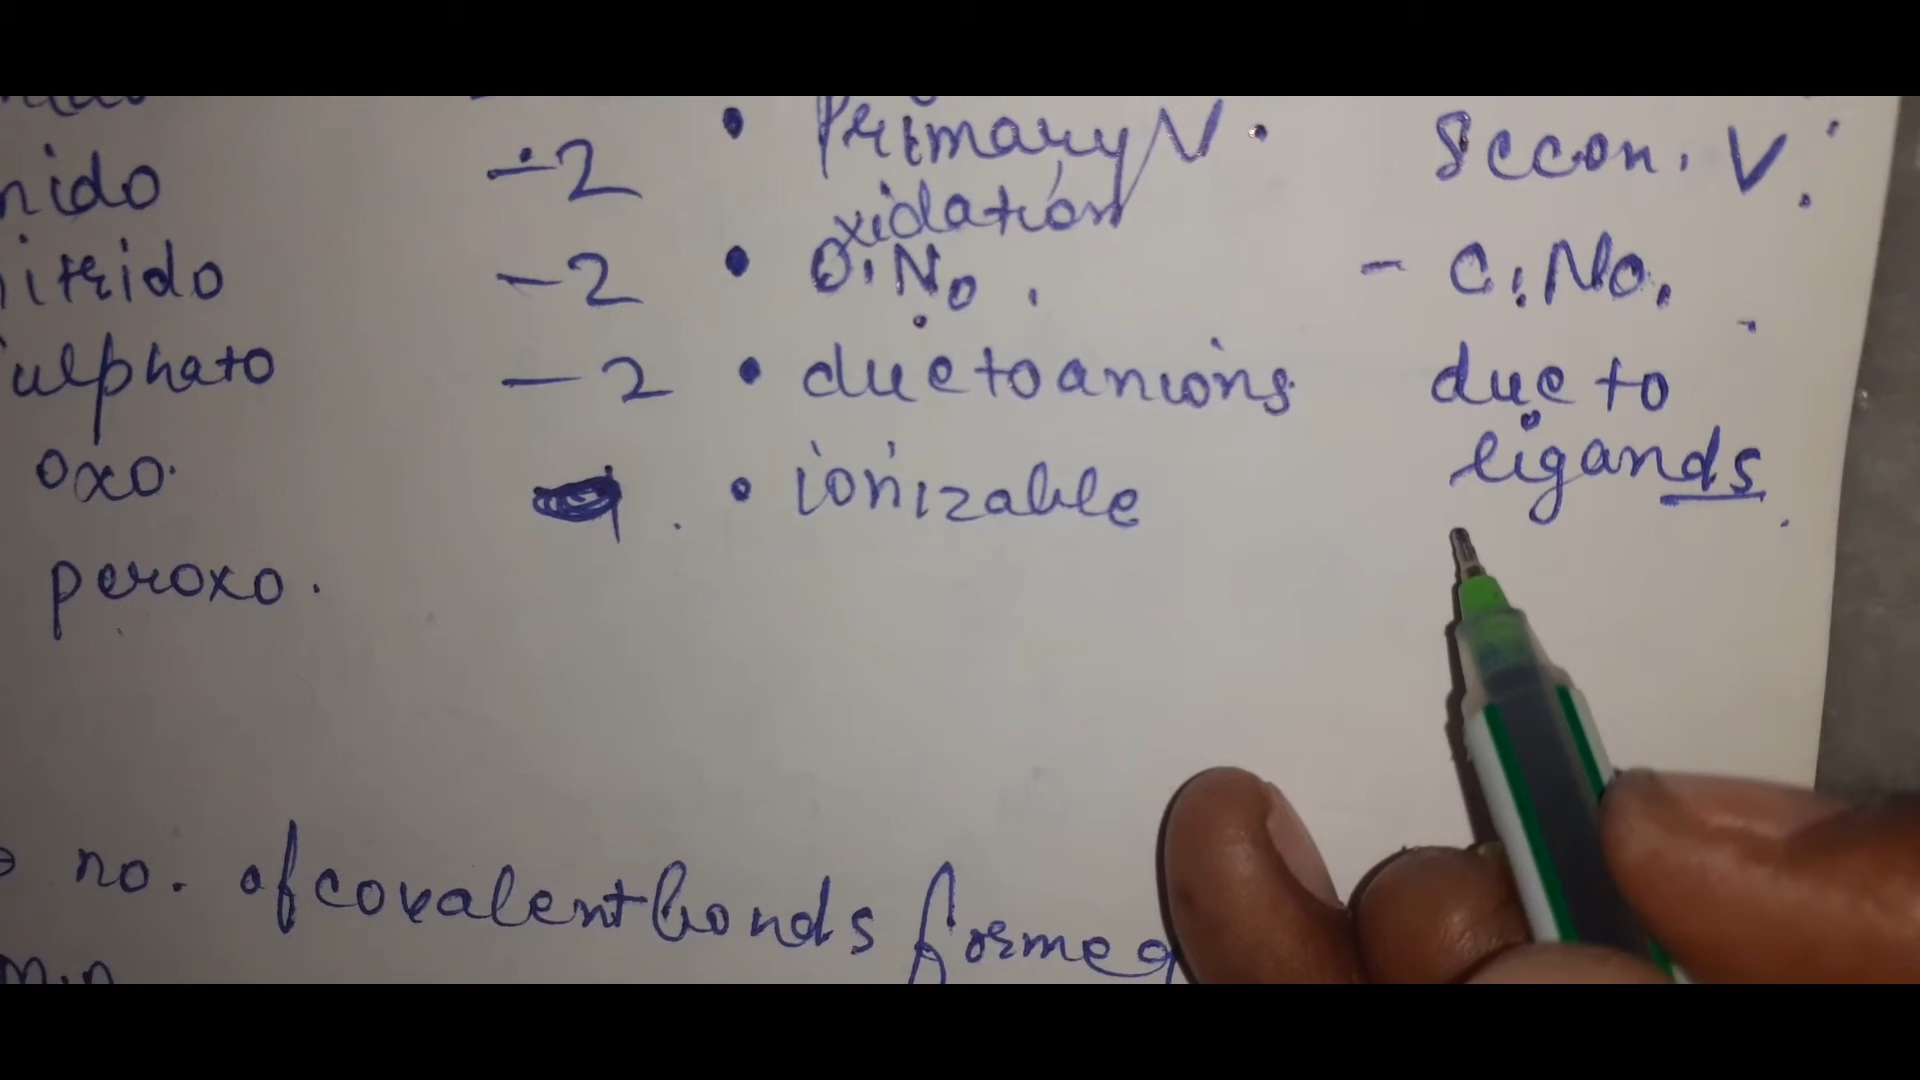 nido -2 • Primary V. Secon. V.
oxidation
itrido -2 • O.No. - C.No.
ulphato -2 • due to anions due to
ligands
oxo. • ionizable
peroxo.
no. of covalent bonds forme